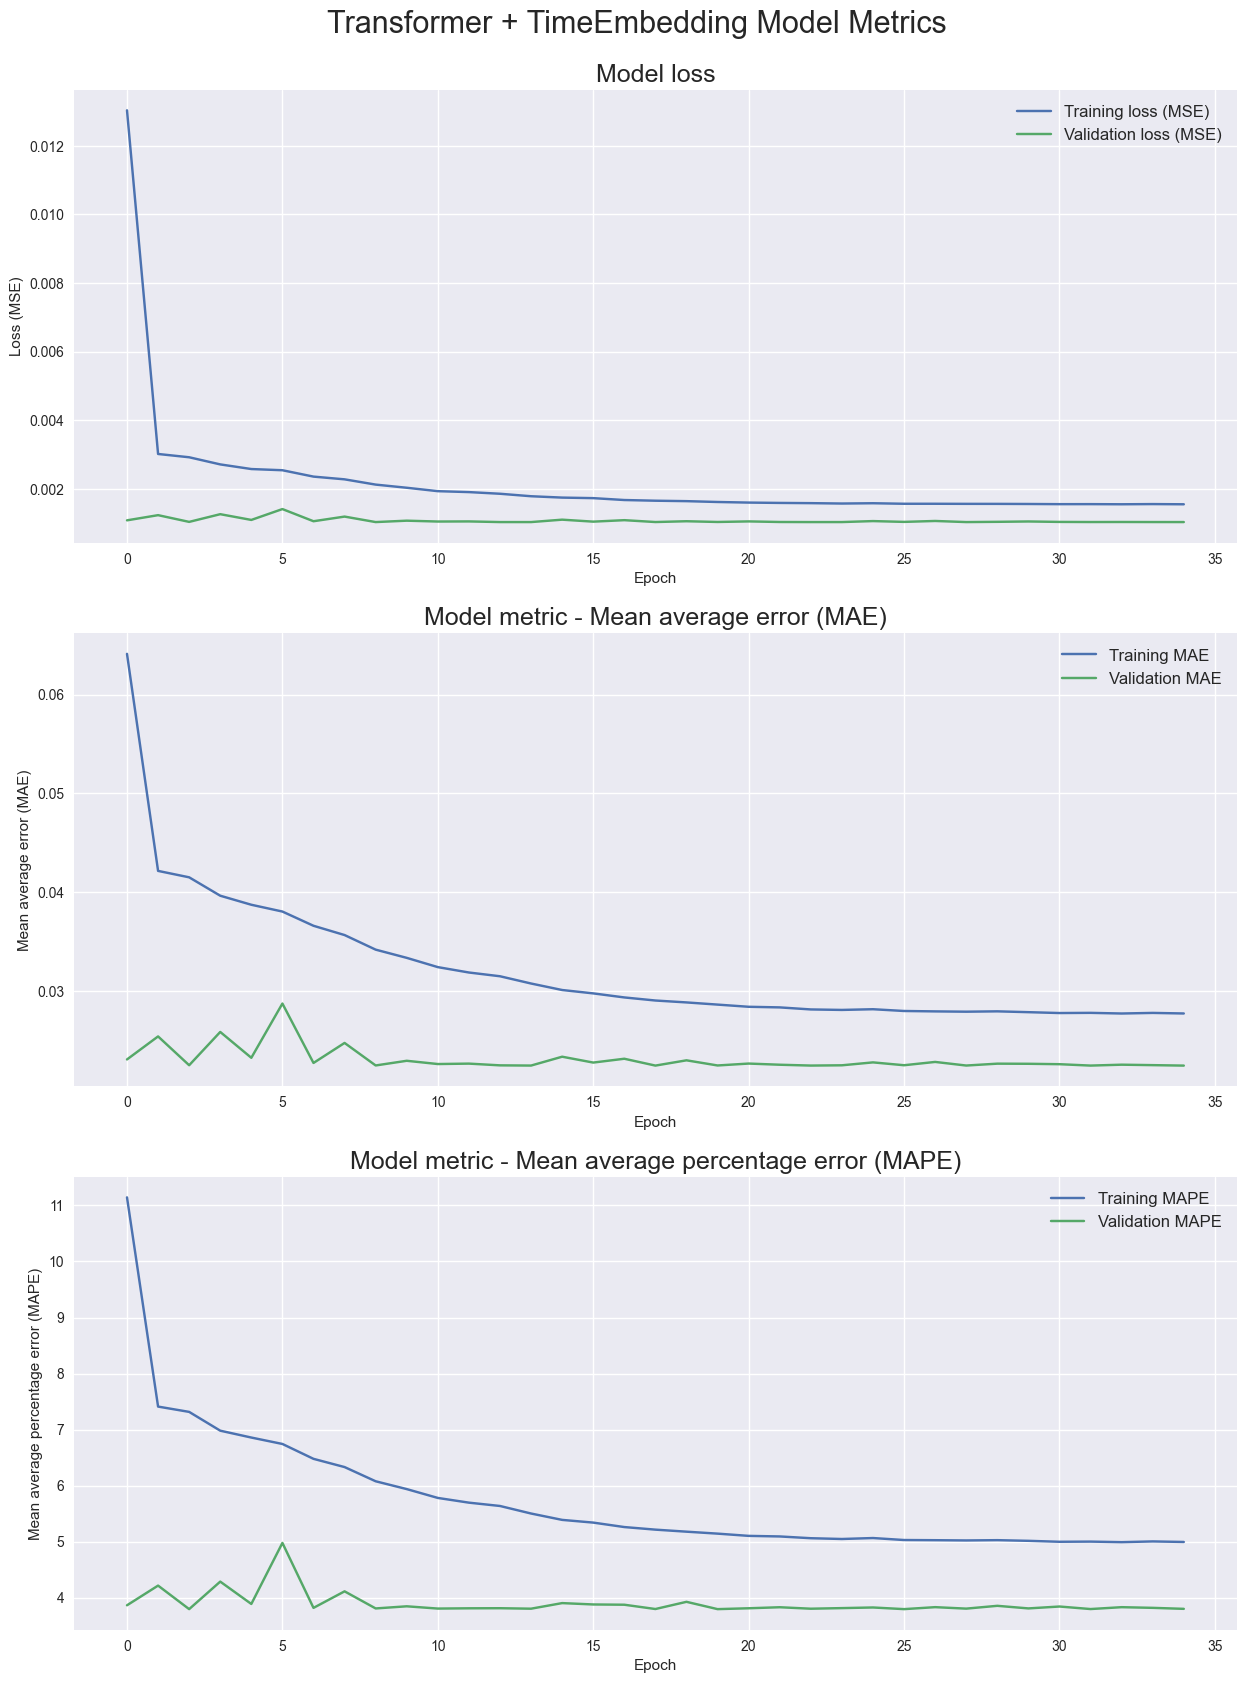 Transformer + TimeEmbedding Model Metrics
Model loss
Training loss (MSE)
Validation loss (MSE)
0.012
0.010
0.008
0.006
0.004
0.002
Loss (MSE)
0 5 10 15 20 25 30 35
Epoch
Model metric - Mean average error (MAE)
Training MAE
Validation MAE
0.06
0.05
0.04
0.03
Mean average error (MAE)
0 5 10 15 20 25 30 35
Epoch
Model metric - Mean average percentage error (MAPE)
Training MAPE
Validation MAPE
11
10
9
8
7
6
5
4
Mean average percentage error (MAPE)
0 5 10 15 20 25 30 35
Epoch